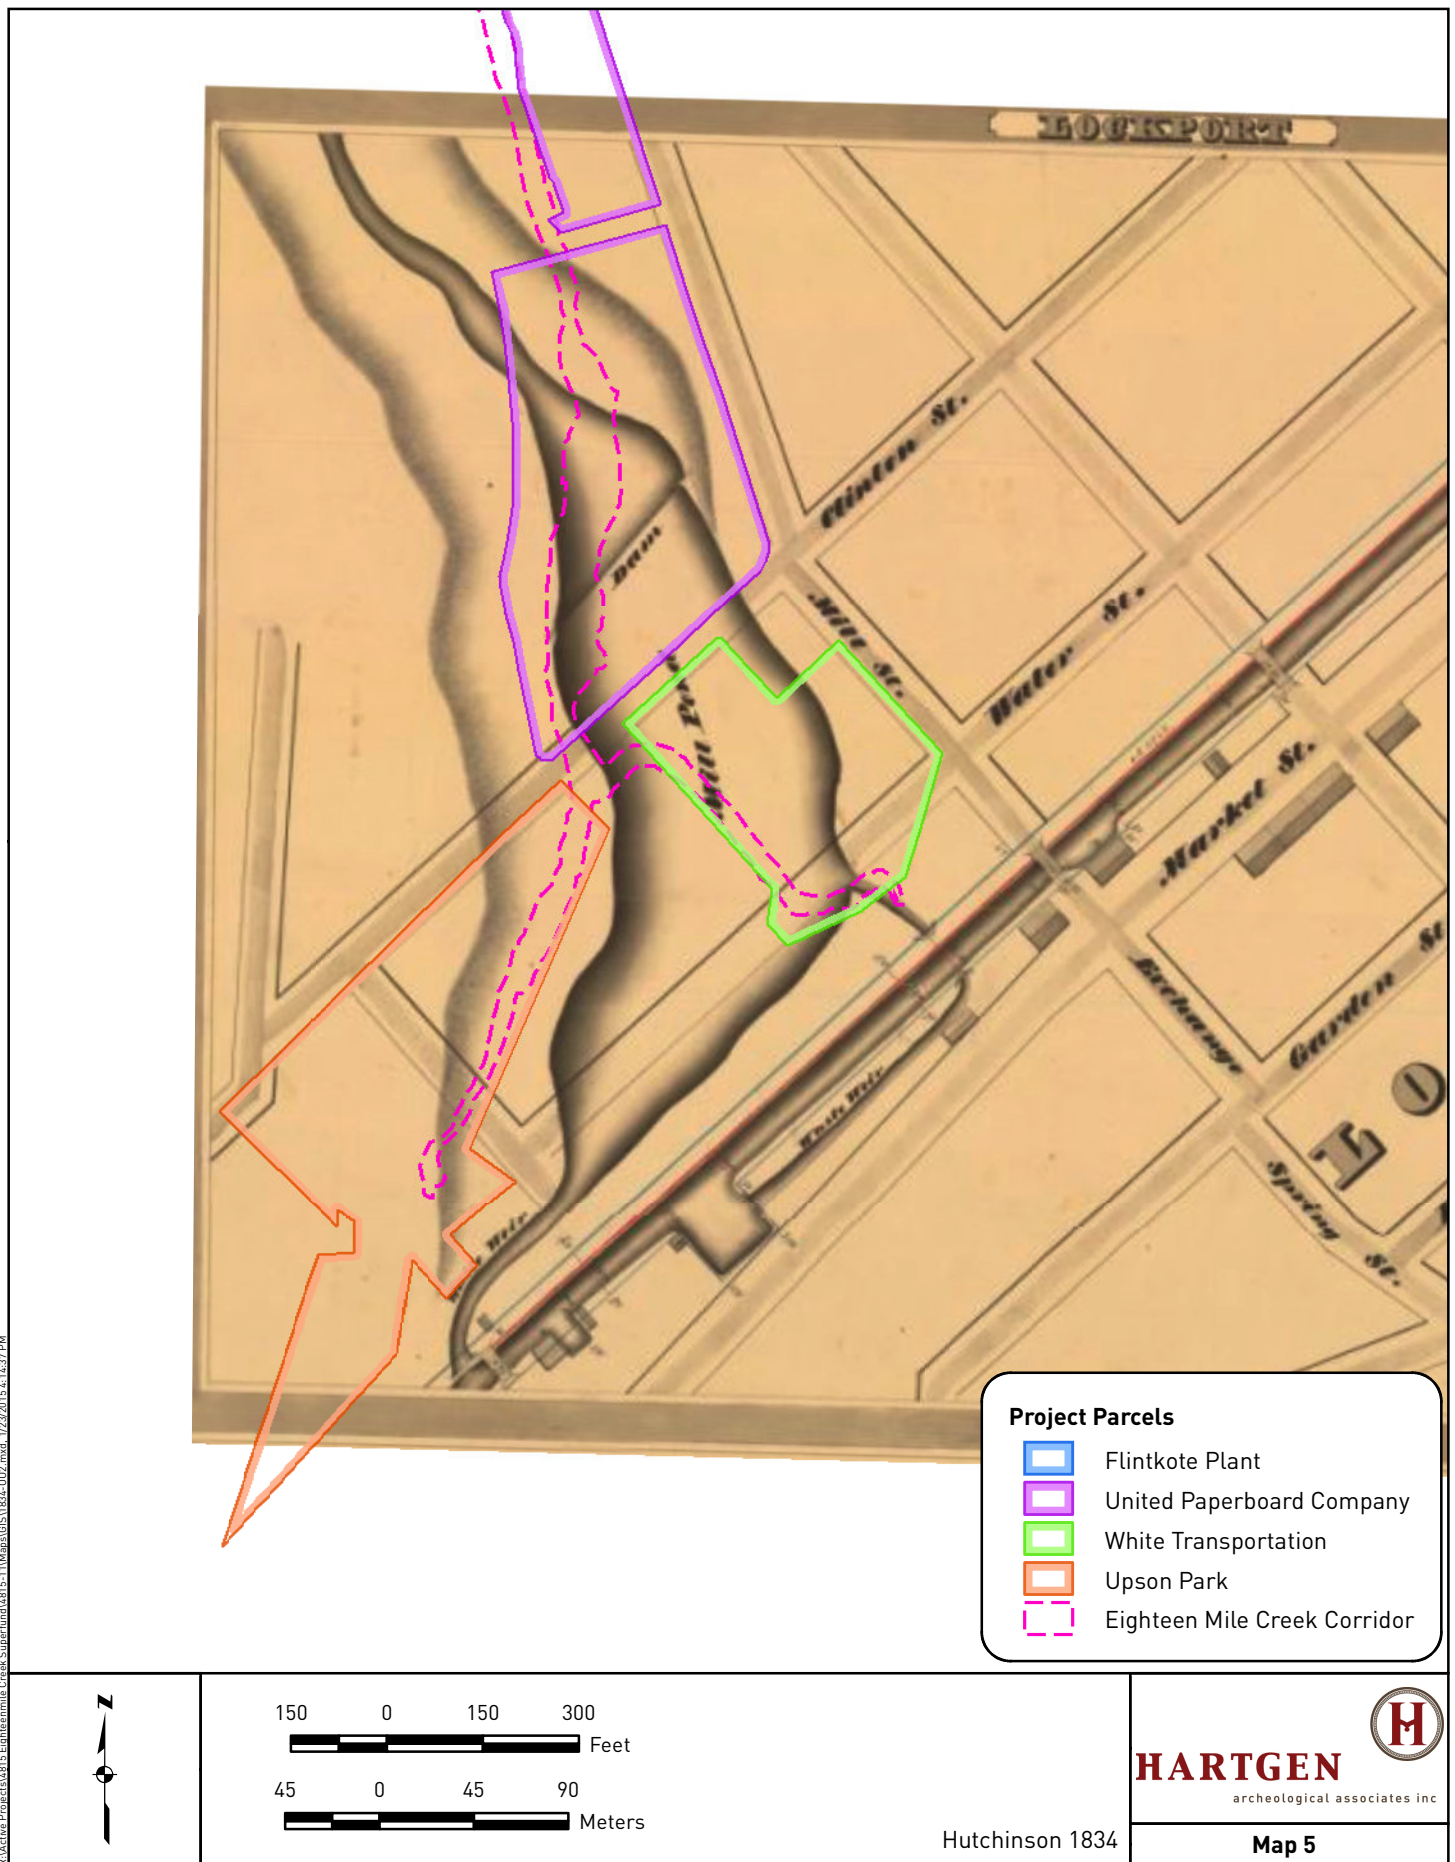 LOCKPORT
Clinton St.
Dam
Mill St.
Water St.
Mill Pond
Market St.
Exchange
Garden St
Waste Weir
Spring St.
Weir
Project Parcels
Flintkote Plant
United Paperboard Company
White Transportation
Upson Park
Eighteen Mile Creek Corridor
N
150 0 150 300
Feet
45 0 45 90
Meters
Hutchinson 1834
H
HARTGEN
archeological associates inc
Map 5